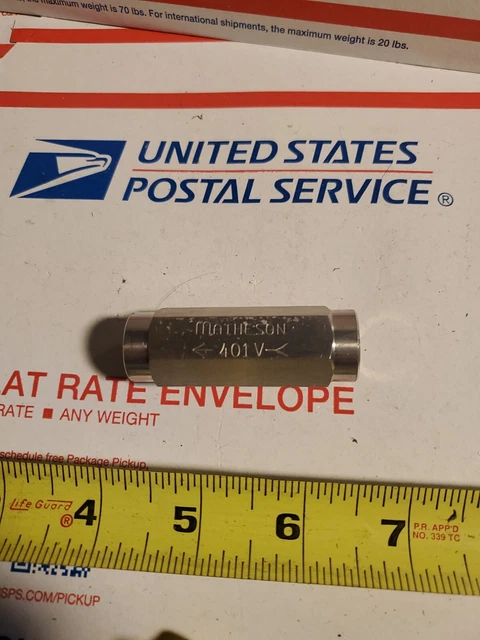 maximum weight is 70 lbs. For international shipments, the maximum weight is 20 lbs.
UNITED STATES
POSTAL SERVICE ®
MATHESON
401V
AT RATE ENVELOPE
RATE ■ ANY WEIGHT
schedule free Package Pickup,
Life Guard ®
4 5 6 7
P.R. APP'D
NO. 339 TC
SPS.COM/PICKUP